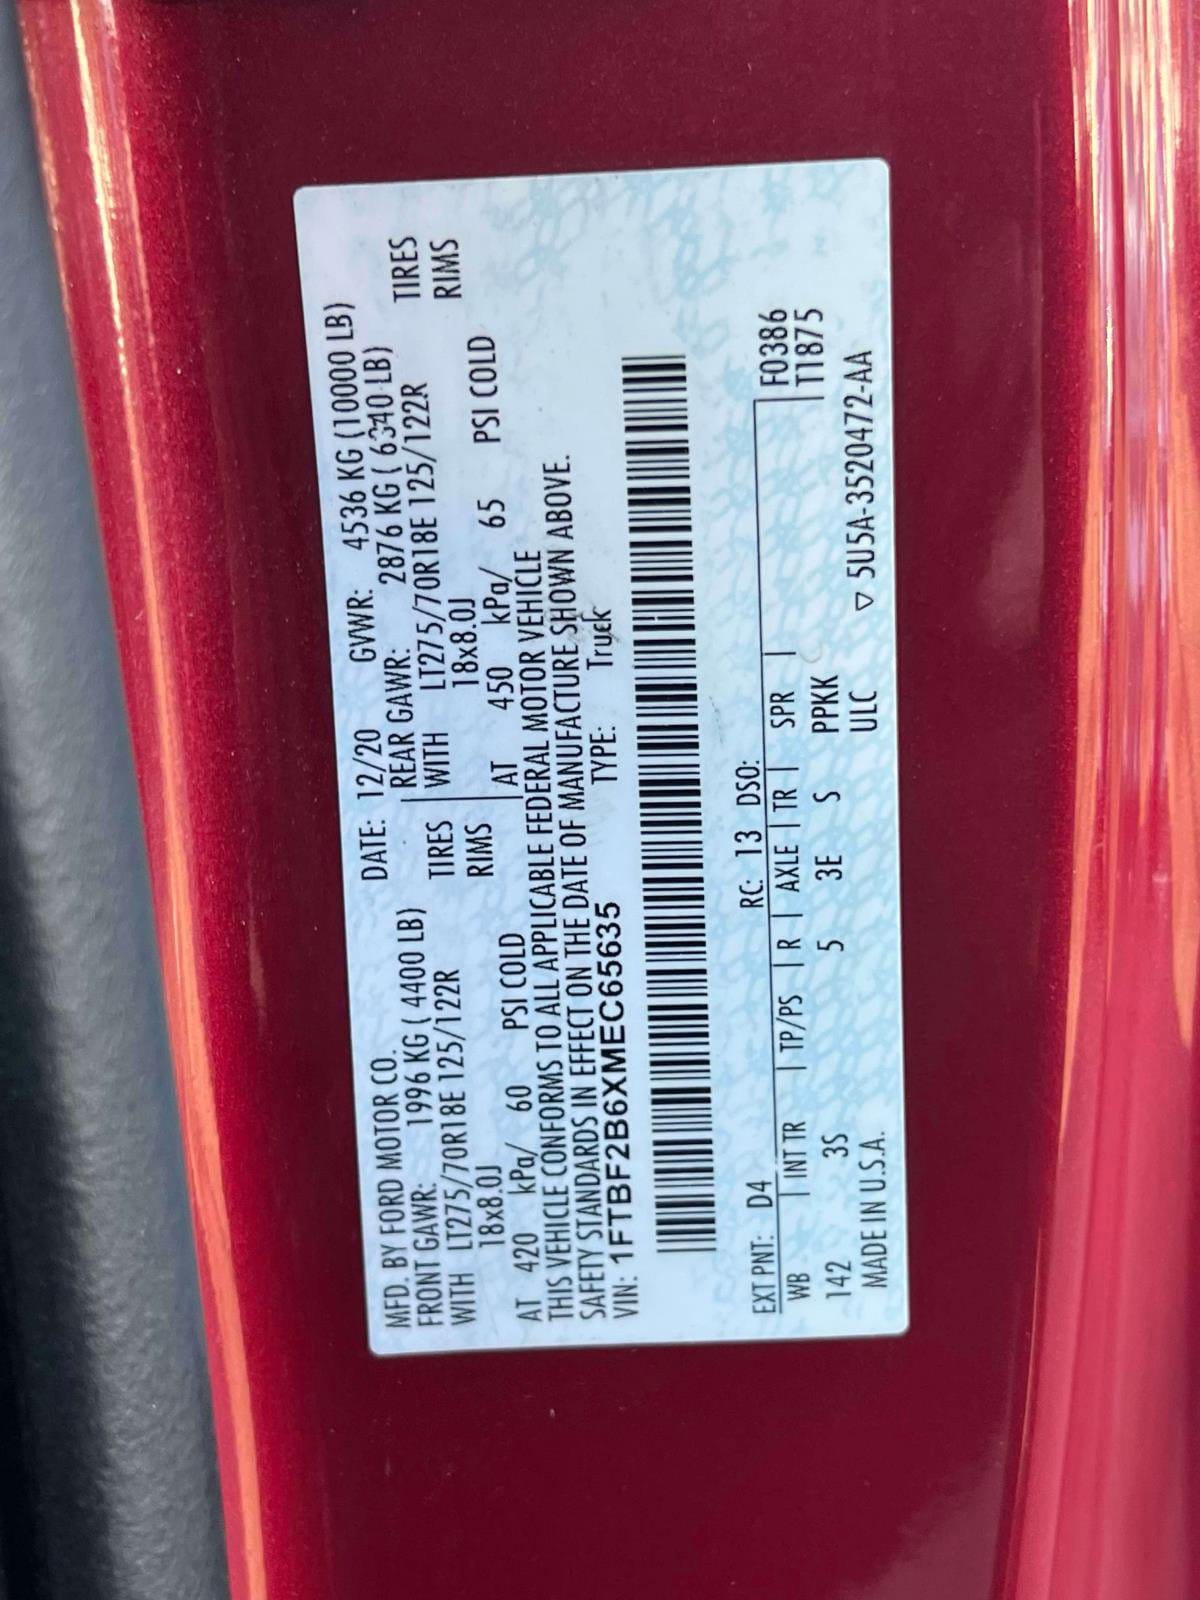 MFD. BY FORD MOTOR CO. DATE: 12/20 GVWR: 4536 KG (10000 LB)
FRONT GAWR: 1996 KG ( 4400 LB) REAR GAWR: 2876 KG ( 6340 LB)
WITH LT275/70R18E 125/122R TIRES WITH LT275/70R18E 125/122R TIRES
18x8.0J RIMS 18x8.0J RIMS
AT 420 kPa/ 60 PSI COLD AT 450 kPa/ 65 PSI COLD
THIS VEHICLE CONFORMS TO ALL APPLICABLE FEDERAL MOTOR VEHICLE
SAFETY STANDARDS IN EFFECT ON THE DATE OF MANUFACTURE SHOWN ABOVE.
VIN: 1FTBF2B6XMEC65635 TYPE: Truck
EXT PNT: D4 RC: 13 DSO: F0386
WB | INT TR | TP/PS | R | AXLE | TR | SPR | T1875
142 3S 5 3E S PPKK
MADE IN U.S.A. ULC ▽ 5U5A-3520472-AA